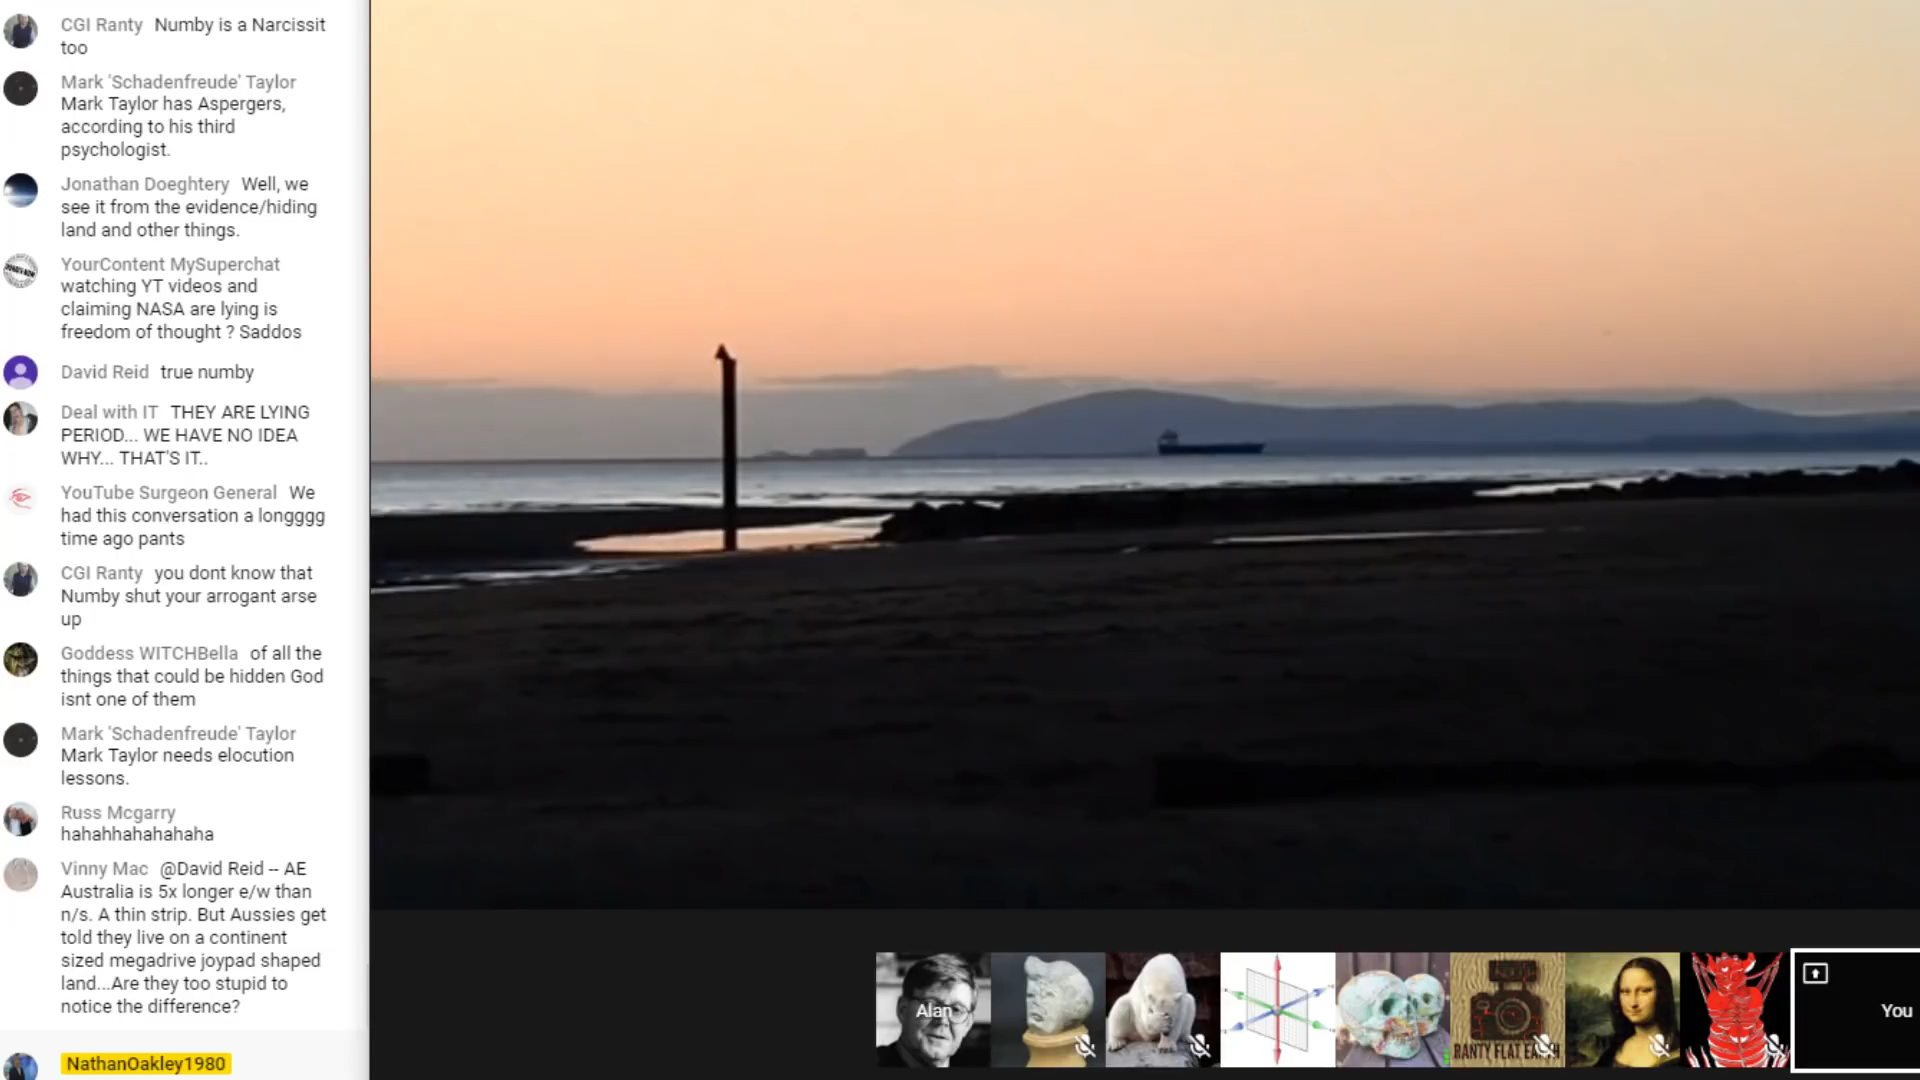 CGI Ranty Numby is a Narcissit
too
Mark 'Schadenfreude' Taylor
Mark Taylor has Aspergers,
according to his third
psychologist.
Jonathan Doeghtery Well, we
see it from the evidence/hiding
land and other things.
YourContent MySuperchat
watching YT videos and
claiming NASA are lying is
freedom of thought ? Saddos
David Reid true numby
Deal with IT THEY ARE LYING
PERIOD... WE HAVE NO IDEA
WHY... THAT'S IT..
YouTube Surgeon General We
had this conversation a longggg
time ago pants
CGI Ranty you dont know that
Numby shut your arrogant arse
up
Goddess WITCHBella of all the
things that could be hidden God
isnt one of them
Mark 'Schadenfreude' Taylor
Mark Taylor needs elocution
lessons.
Russ Mcgarry
hahahhahahahaha
Vinny Mac @David Reid -- AE
Australia is 5x longer e/w than
n/s. A thin strip. But Aussies get
told they live on a continent
sized megadrive joypad shaped
land...Are they too stupid to
notice the difference?
NathanOakley1980
Alan
RANTY FLAT EARTH
You